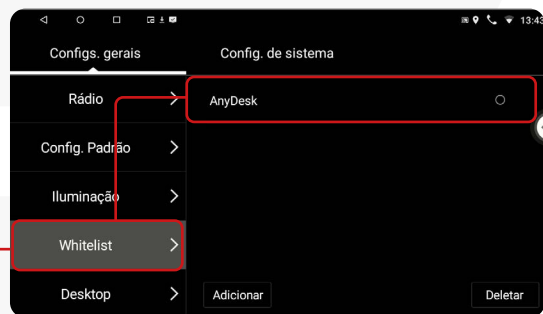 13:43
Configs. gerais
Config. de sistema
Rádio
AnyDesk
Config. Padrão
Iluminação
Whitelist
Desktop
Adicionar
Deletar